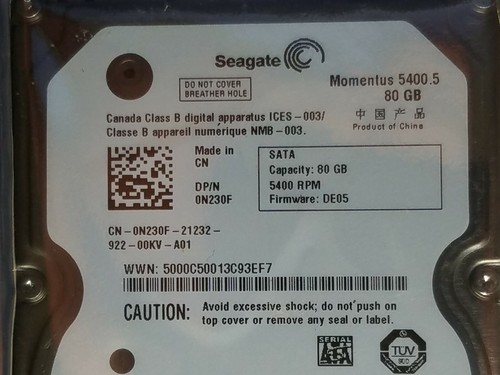 Seagate
DO NOT COVER
BREATHER HOLE
Momentus 5400.5
80 GB
中国产品
Product of China
Canada Class B digital apparatus ICES-003/
Classe B appareil numérique NMB-003.
Made in
CN
DP/N
0N230F
SATA
Capacity: 80 GB
5400 RPM
Firmware: DE05
CN-0N230F-21232-
922-00KV-A01
WWN: 5000C50013C93EF7
CAUTION: Avoid excessive shock; do not push on
top cover or remove any seal or label.
SERIAL
ATA
TUV